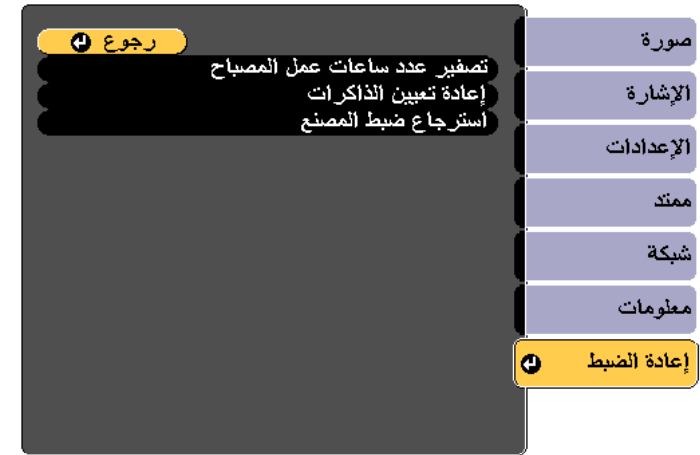 صورة
الإشارة
الإعدادات
ممتد
شبكة
معلومات
إعادة الضبط
رجوع
تصفير عدد ساعات عمل المصباح
إعادة تعيين الذاكرات
استرجاع ضبط المصنع